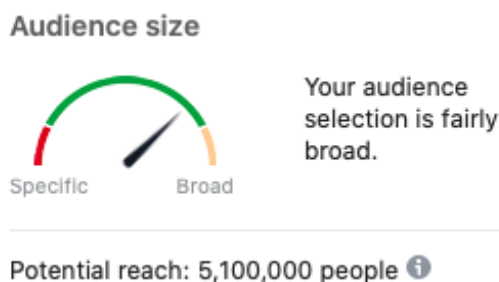 Audience size
Your audience
selection is fairly
broad.
Specific
Broad
Potential reach: 5,100,000 people